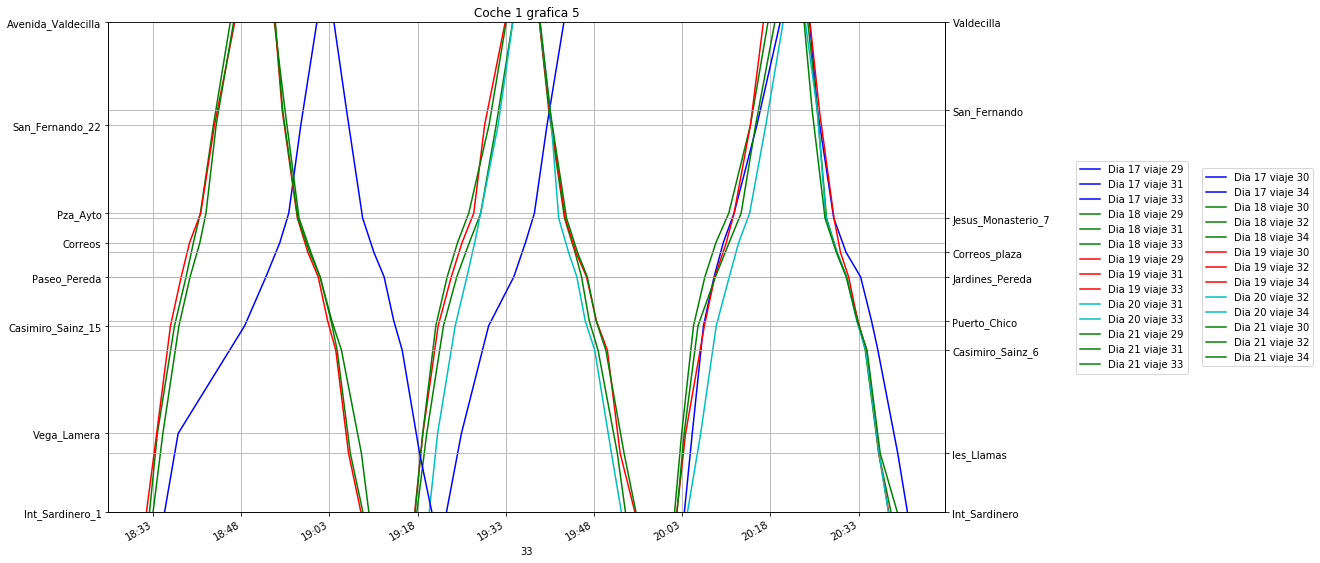 Coche 1 grafica 5
Avenida_Valdecilla
San_Fernando_22
Pza_Ayto
Correos
Paseo_Pereda
Casimiro_Sainz_15
Vega_Lamera
Int_Sardinero_1
Valdecilla
San_Fernando
Jesus_Monasterio_7
Correos_plaza
Jardines_Pereda
Puerto_Chico
Casimiro_Sainz_6
Ies_Llamas
Int_Sardinero
18:33
18:48
19:03
19:18
19:33
19:48
20:03
20:18
20:33
33
Dia 17 viaje 29
Dia 17 viaje 31
Dia 17 viaje 33
Dia 18 viaje 29
Dia 18 viaje 31
Dia 18 viaje 33
Dia 19 viaje 29
Dia 19 viaje 31
Dia 19 viaje 33
Dia 20 viaje 31
Dia 20 viaje 33
Dia 21 viaje 29
Dia 21 viaje 31
Dia 21 viaje 33
Dia 17 viaje 30
Dia 17 viaje 34
Dia 18 viaje 30
Dia 18 viaje 32
Dia 18 viaje 34
Dia 19 viaje 30
Dia 19 viaje 32
Dia 19 viaje 34
Dia 20 viaje 32
Dia 20 viaje 34
Dia 21 viaje 30
Dia 21 viaje 32
Dia 21 viaje 34